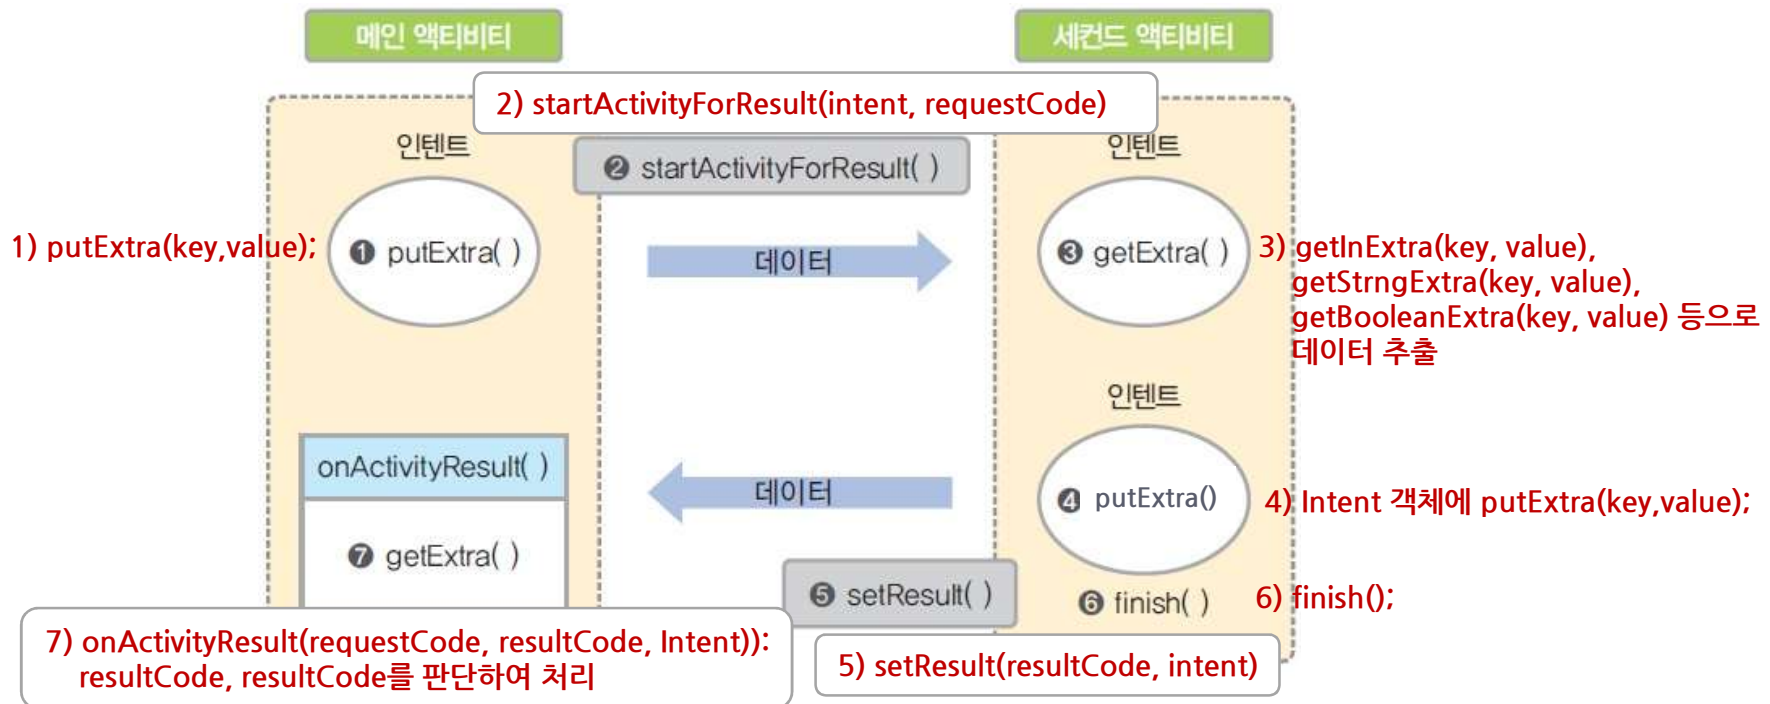 메인 액티비티
세컨드 액티비티
2) startActivityForResult(intent, requestCode)
인텐트
인텐트
❷ startActivityForResult( )
1) putExtra(key,value);
❶ putExtra( )
데이터
❸ getExtra( )
3) getInExtra(key, value),
getStrngExtra(key, value),
getBooleanExtra(key, value) 등으로
데이터 추출
인텐트
onActivityResult( )
데이터
❹ putExtra()
4) Intent 객체에 putExtra(key,value);
❼ getExtra( )
❺ setResult( )
❻ finish( )
6) finish();
7) onActivityResult(requestCode, resultCode, Intent)):
resultCode, resultCode를 판단하여 처리
5) setResult(resultCode, intent)